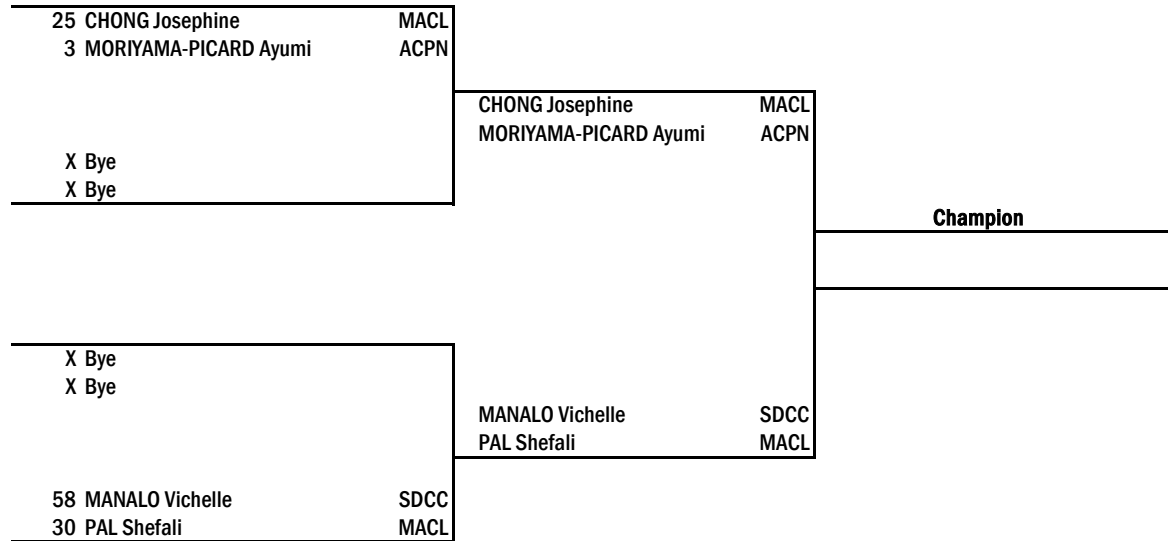 25 CHONG Josephine MACL
3 MORIYAMA-PICARD Ayumi ACPN
CHONG Josephine MACL
MORIYAMA-PICARD Ayumi ACPN
X Bye
X Bye
Champion
X Bye
X Bye
MANALO Vichelle SDCC
PAL Shefali MACL
58 MANALO Vichelle SDCC
30 PAL Shefali MACL